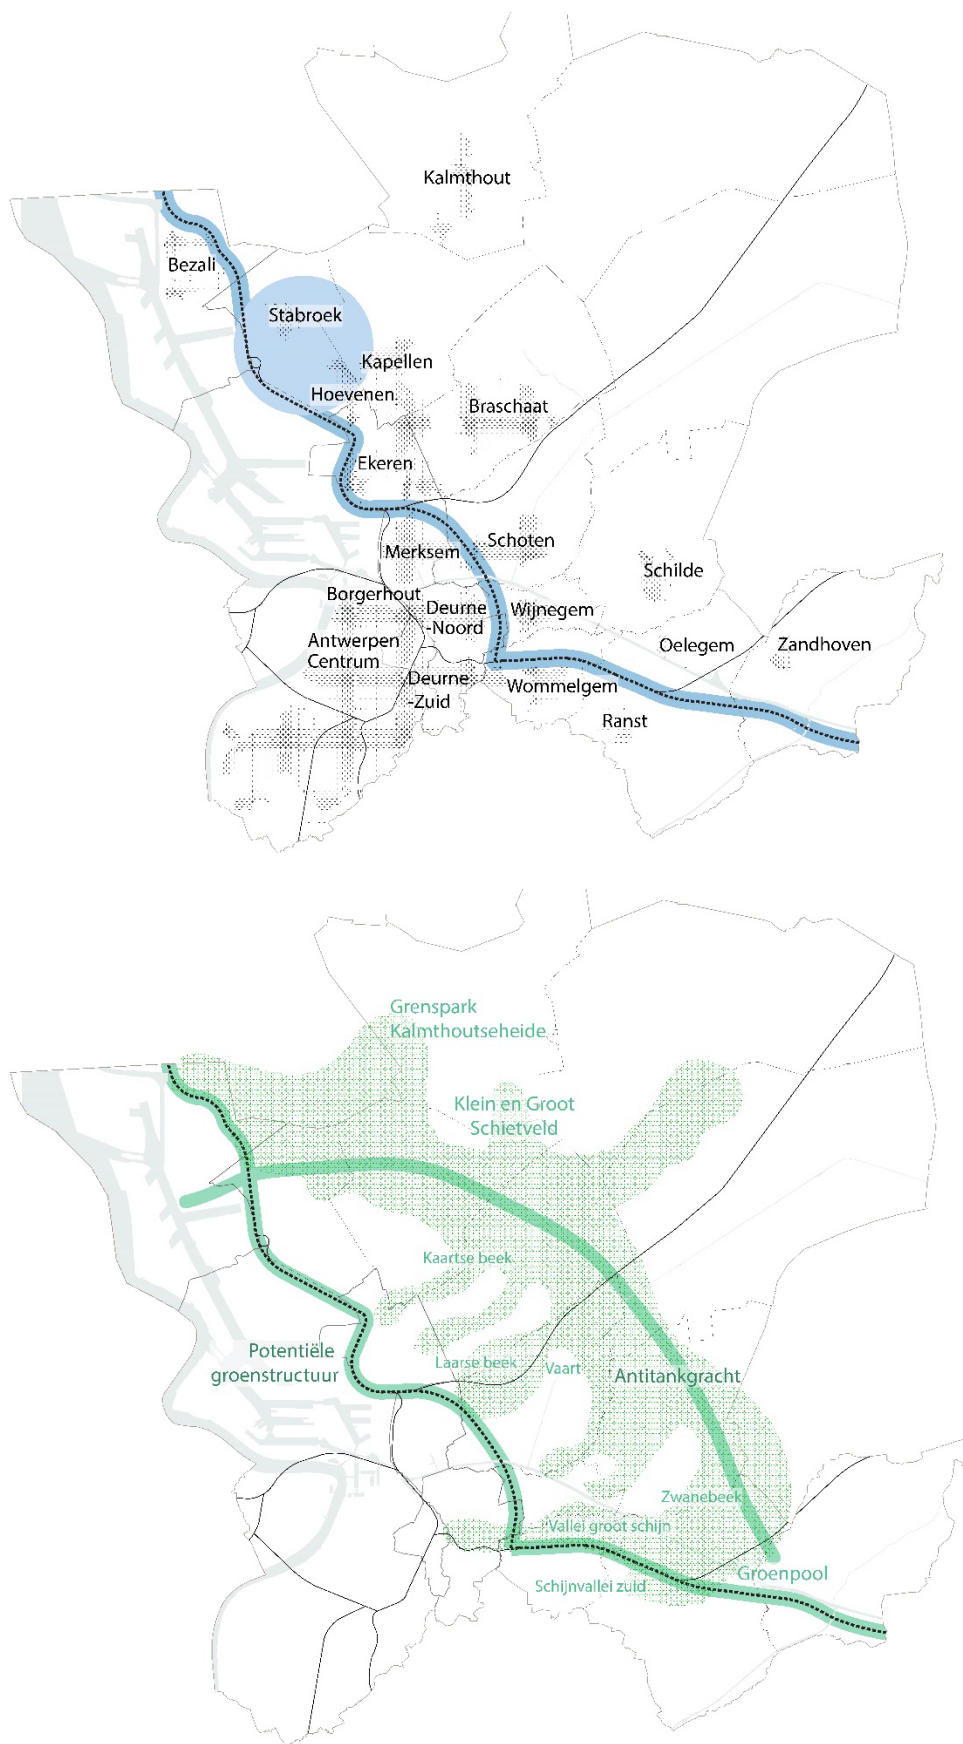 Kalmthout
Bezali
Stabroek
Kapellen
Hoevenen
Braschaat
Ekeren
Schoten
Merksem
Schilde
Borgerhout
Deurne
-Noord
Wijnegem
Antwerpen
Centrum
Oelegem
Zandhoven
Deurne
-Zuid
Wommelgem
Ranst
Grenspark
Kalmthoutseheide
Klein en Groot
Schietveld
Kaartse beek
Potentiële
groenstructuur
Laarse beek
Vaart
Antitankgracht
Zwanebeek
Vallei groot schijn
Groenpool
Schijnvallei zuid